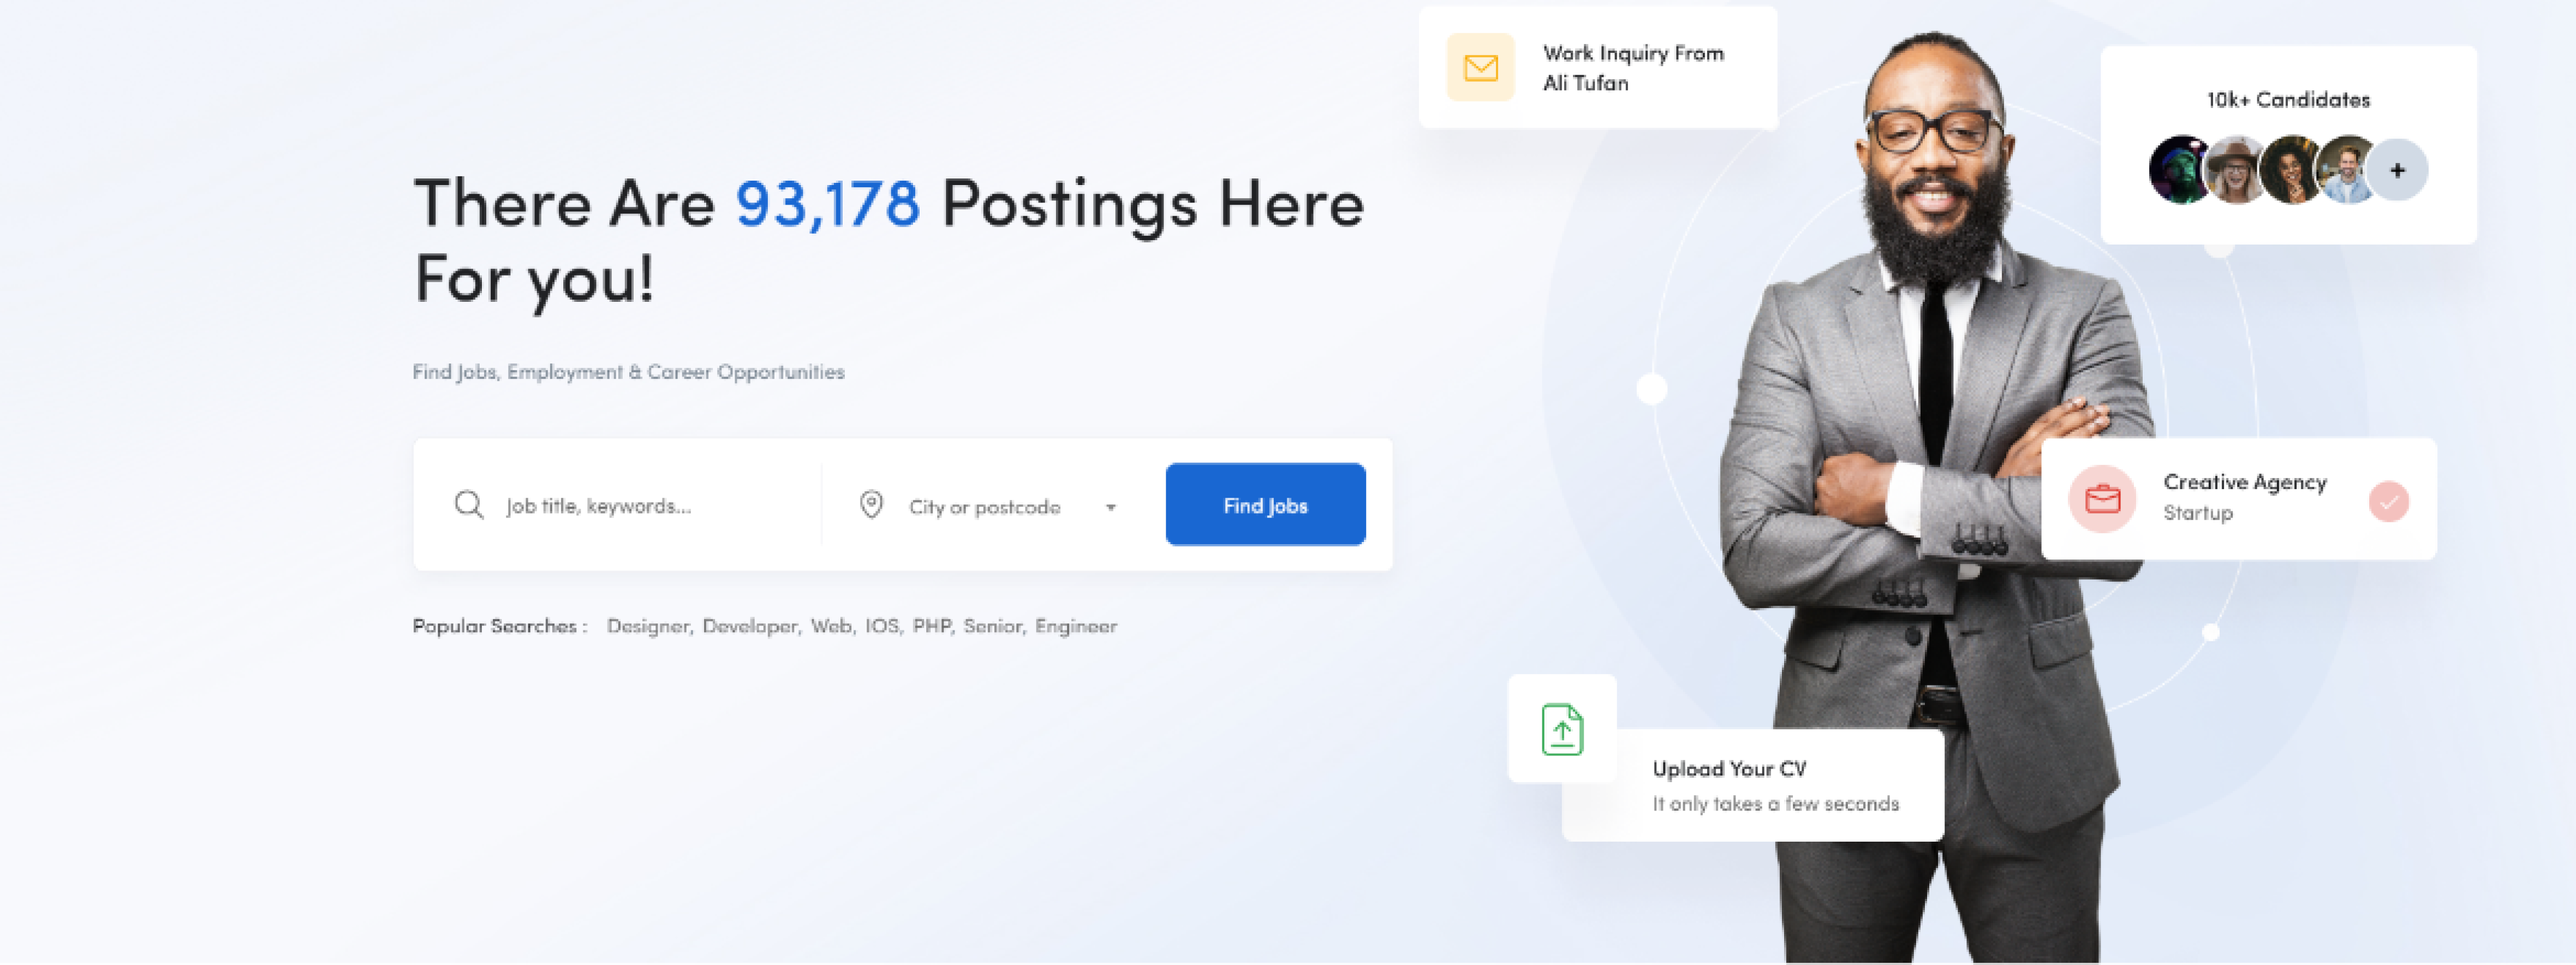 There Are 93,178 Postings Here
For you!
Find Jobs, Employment & Career Opportunities
Job title, keywords...
City or postcode
Find Jobs
Popular Searches : Designer, Developer, Web, IOS, PHP, Senior, Engineer
Work Inquiry From
Ali Tufan
10k+ Candidates
+
Creative Agency
Startup
Upload Your CV
It only takes a few seconds